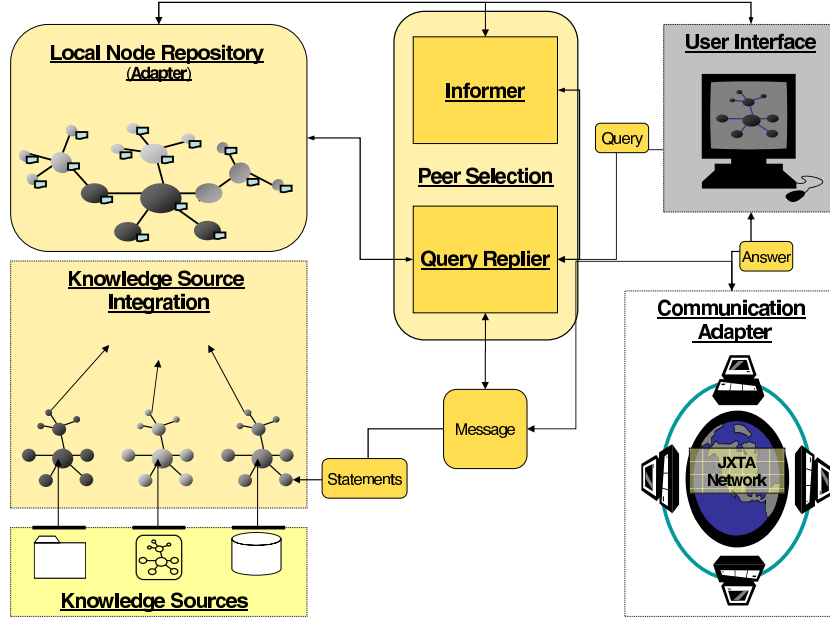 Local Node Repository
(Adapter)
Informer
Peer Selection
Query Replier
User Interface
Query
Answer
Knowledge Source
Integration
Communication
Adapter
Message
Statements
JXTA
Network
Knowledge Sources